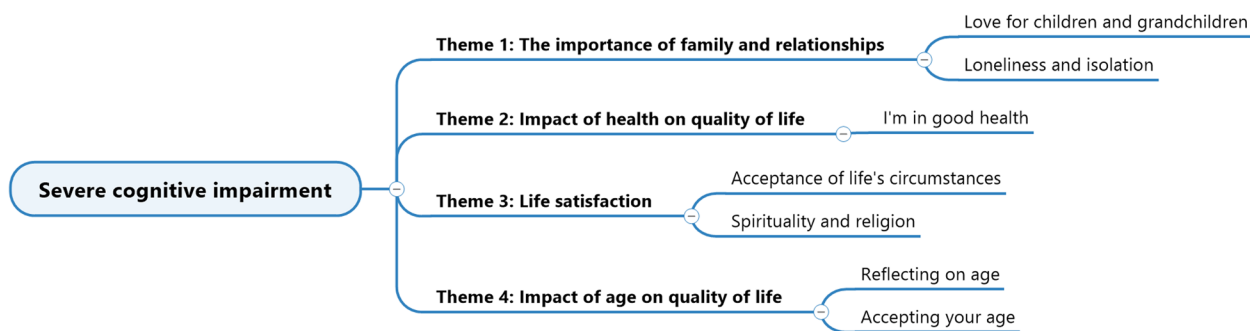 Severe cognitive impairment
Theme 1: The importance of family and relationships
Love for children and grandchildren
Loneliness and isolation
Theme 2: Impact of health on quality of life
I'm in good health
Theme 3: Life satisfaction
Acceptance of life's circumstances
Spirituality and religion
Theme 4: Impact of age on quality of life
Reflecting on age
Accepting your age